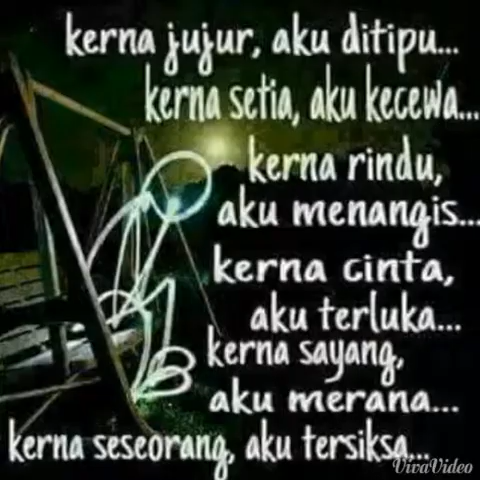 kerna jujur, aku ditipu...
kerna setia, aku kecewa...
kerna rindu,
aku menangis...
kerna cinta,
aku terluka...
kerna sayang,
aku merana...
kerna seseorang, aku tersiksa...
VivaVideo